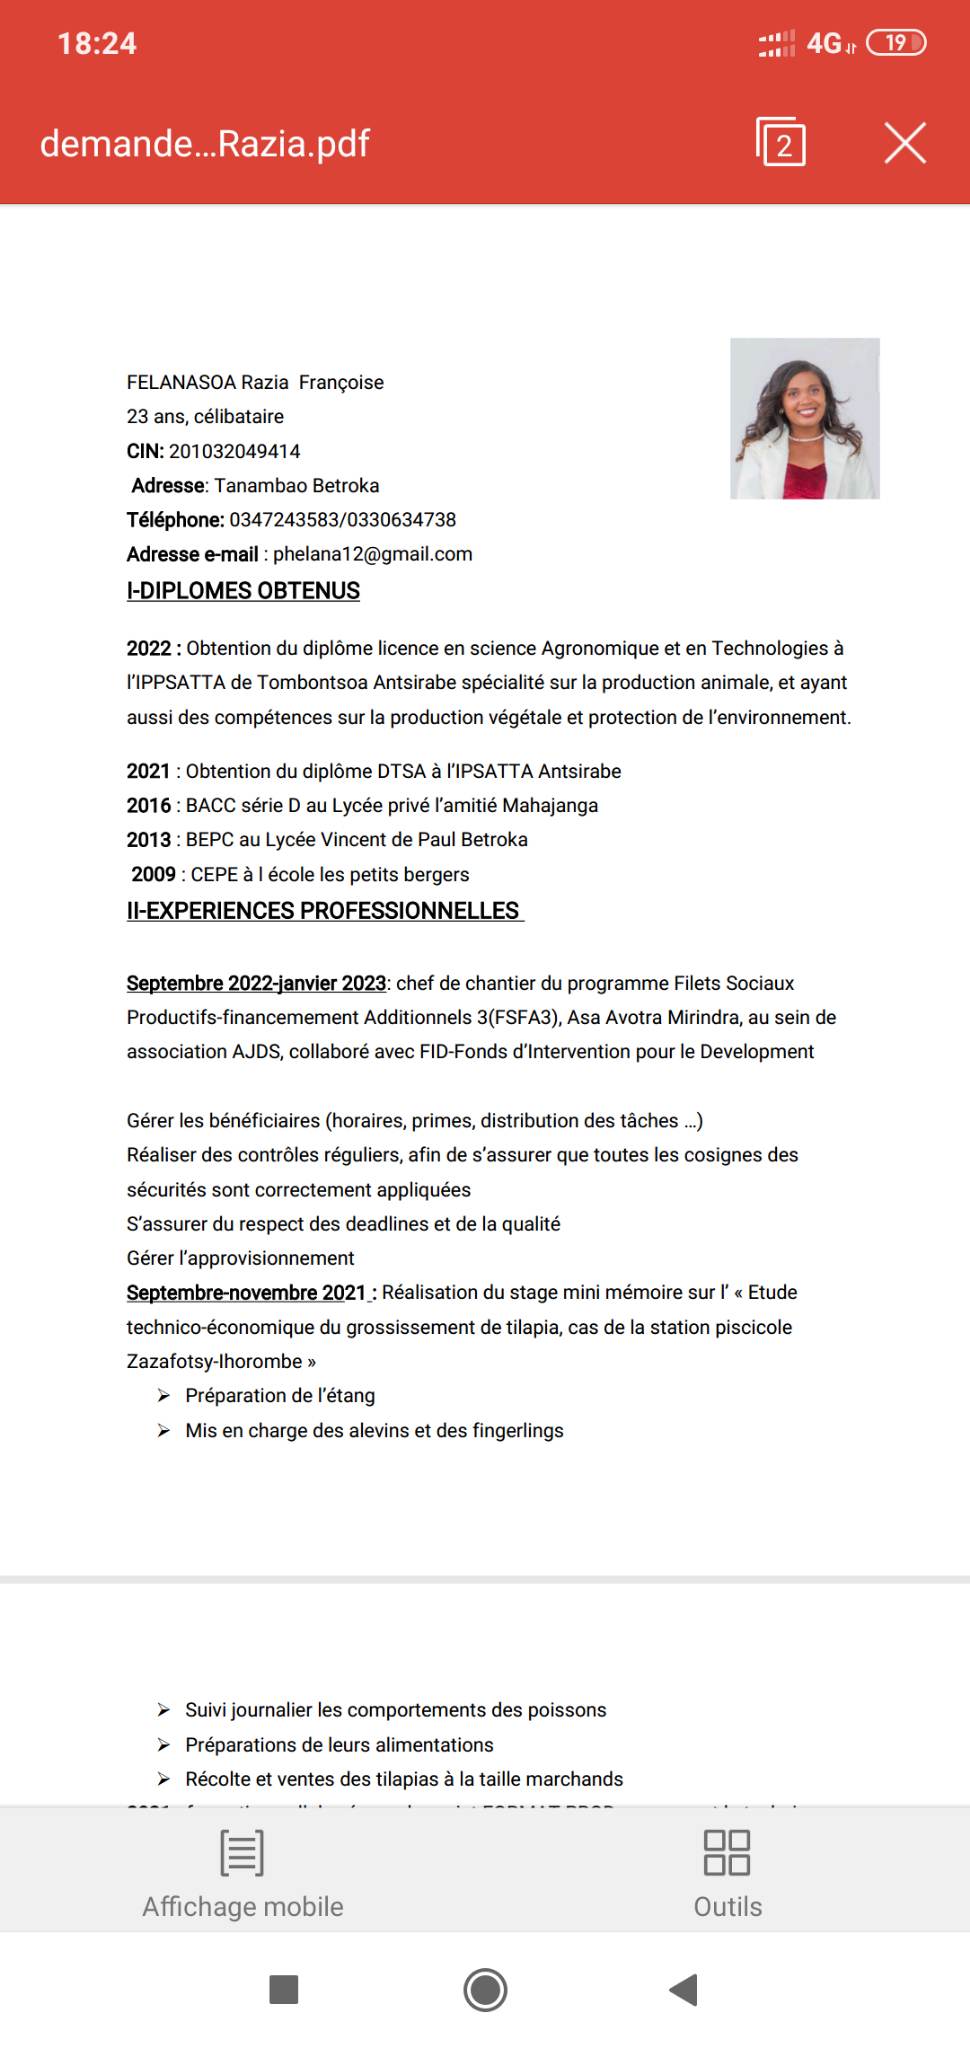 18:24
4G 19
demande...Razia.pdf
2
FELANASOA Razia  Françoise
23 ans, célibataire
CIN: 201032049414
Adresse: Tanambao Betroka
Téléphone: 0347243583/0330634738
Adresse e-mail : phelana12@gmail.com
I-DIPLOMES OBTENUS
2022 : Obtention du diplôme licence en science Agronomique et en Technologies à
l'IPPSATTA de Tombontsoa Antsirabe spécialité sur la production animale, et ayant
aussi des compétences sur la production végétale et protection de l'environnement.
2021 : Obtention du diplôme DTSA à l'IPSATTA Antsirabe
2016 : BACC série D au Lycée privé l'amitié Mahajanga
2013 : BEPC au Lycée Vincent de Paul Betroka
2009 : CEPE à l école les petits bergers
II-EXPERIENCES PROFESSIONNELLES
Septembre 2022-janvier 2023: chef de chantier du programme Filets Sociaux
Productifs-financemement Additionnels 3(FSFA3), Asa Avotra Mirindra, au sein de
association AJDS, collaboré avec FID-Fonds d'Intervention pour le Development
Gérer les bénéficiaires (horaires, primes, distribution des tâches ...)
Réaliser des contrôles réguliers, afin de s'assurer que toutes les cosignes des
sécurités sont correctement appliquées
S'assurer du respect des deadlines et de la qualité
Gérer l'approvisionnement
Septembre-novembre 2021 : Réalisation du stage mini mémoire sur l' « Etude
technico-économique du grossissement de tilapia, cas de la station piscicole
Zazafotsy-Ihorombe »
➢ Préparation de l'étang
➢ Mis en charge des alevins et des fingerlings
➢ Suivi journalier les comportements des poissons
➢ Préparations de leurs alimentations
➢ Récolte et ventes des tilapias à la taille marchands
Affichage mobile
Outils